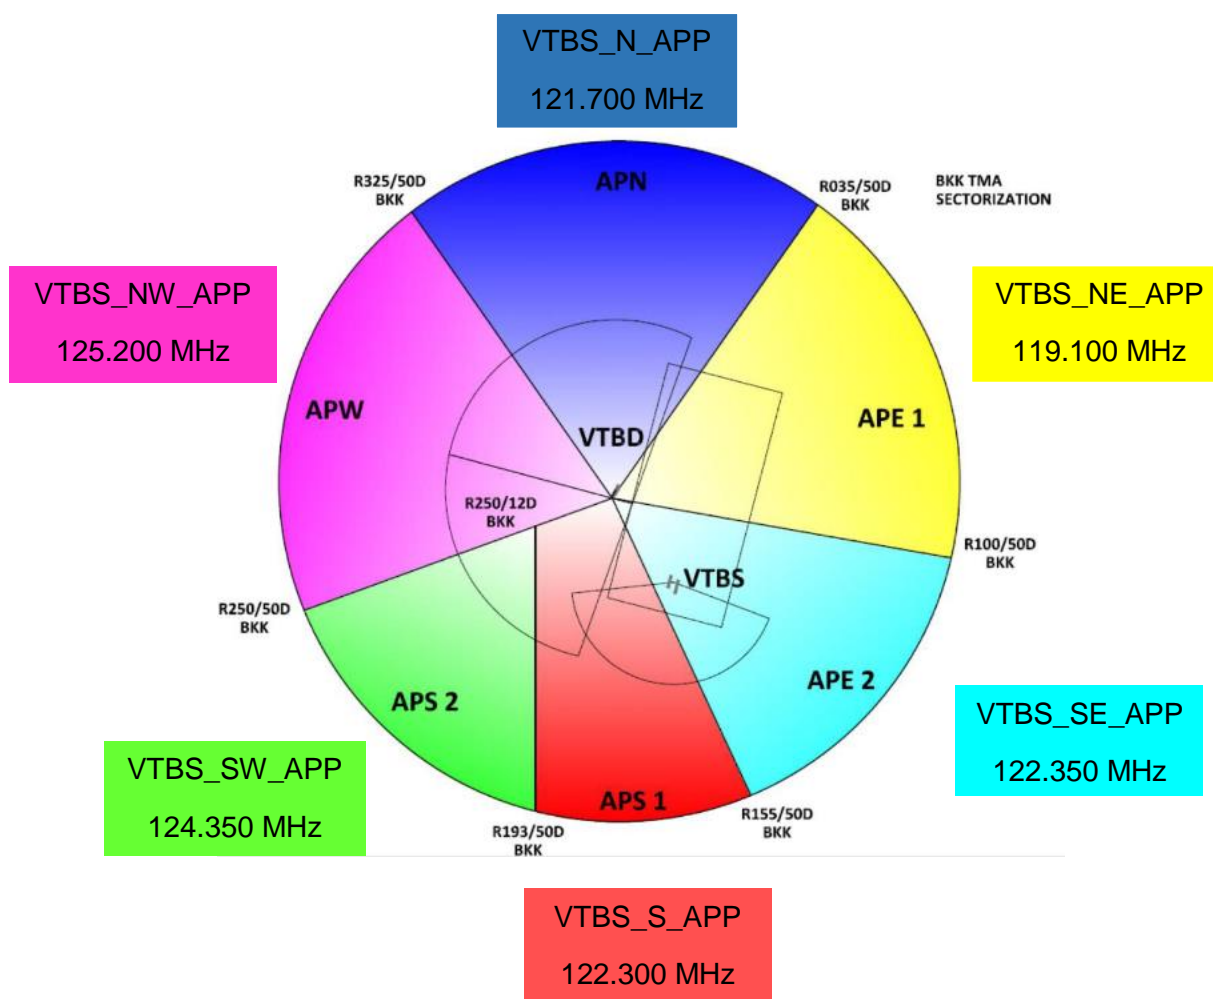 VTBS_N_APP
121.700 MHz
APN
R325/50D
BKK
R035/50D
BKK
BKK TMA
SECTORIZATION
VTBS_NW_APP
125.200 MHz
VTBS_NE_APP
119.100 MHz
APW
APE 1
VTBD
R250/12D
BKK
R100/50D
BKK
VTBS
R250/50D
BKK
APE 2
APS 2
VTBS_SE_APP
122.350 MHz
VTBS_SW_APP
124.350 MHz
APS 1
R193/50D
BKK
R155/50D
BKK
VTBS_S_APP
122.300 MHz